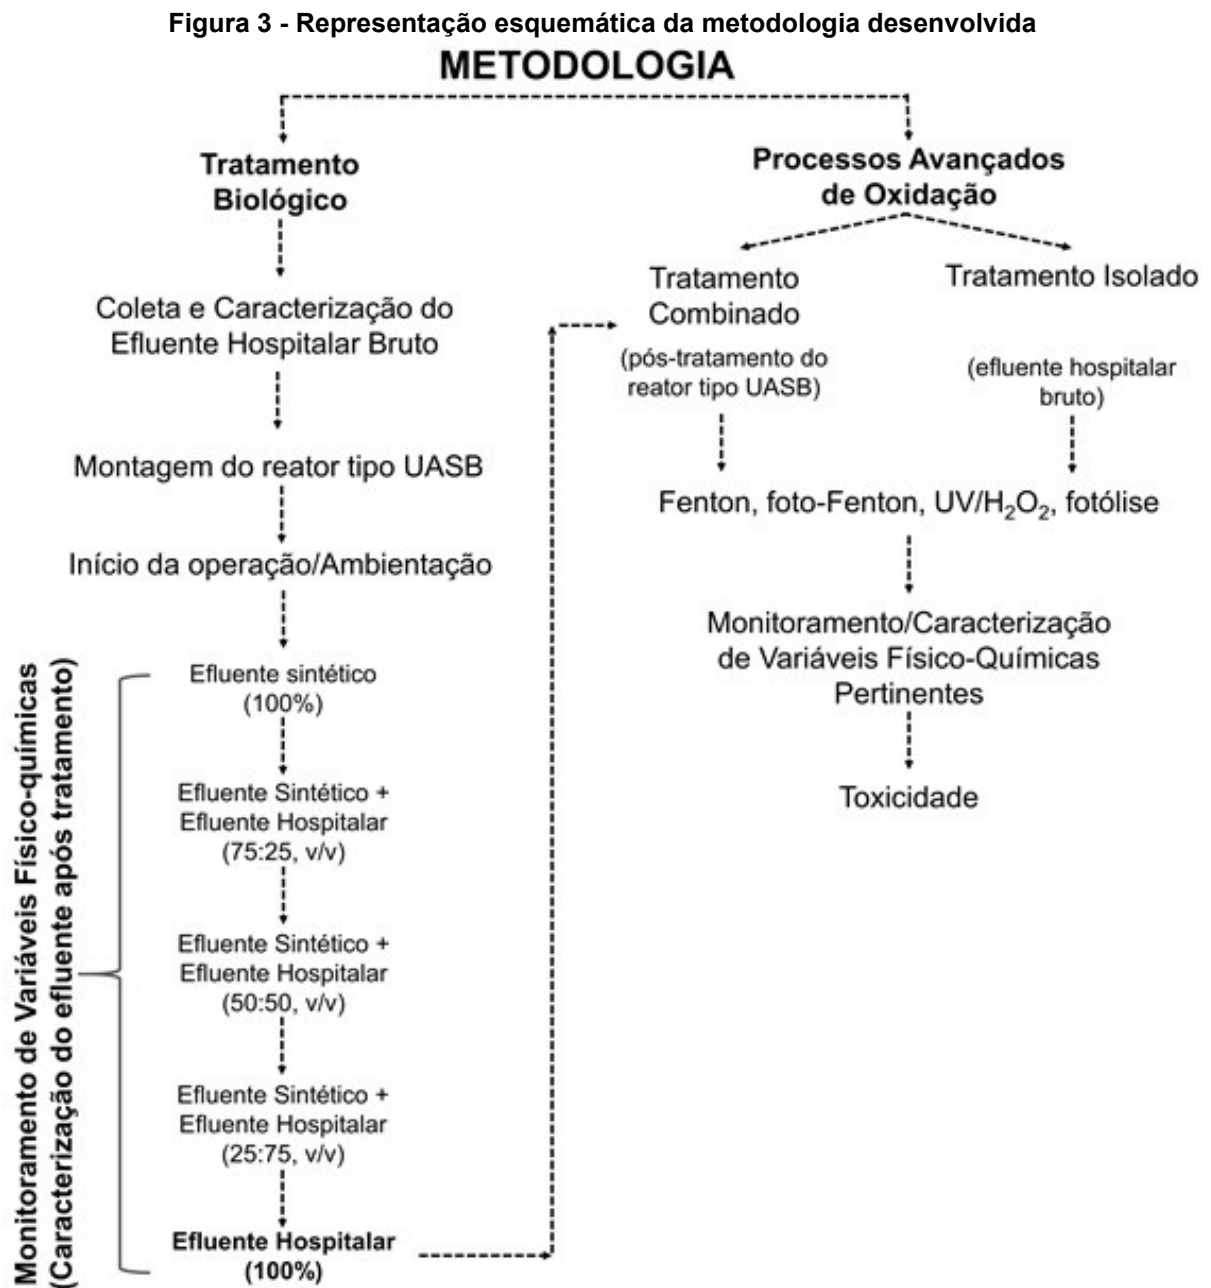 Figura 3 - Representação esquemática da metodologia desenvolvida
METODOLOGIA
Tratamento
Biológico
Coleta e Caracterização do
Efluente Hospitalar Bruto
Montagem do reator tipo UASB
Início da operação/Ambientação
Monitoramento de Variáveis Físico-químicas
(Caracterização do efluente após tratamento)
Efluente sintético
(100%)
Efluente Sintético +
Efluente Hospitalar
(75:25, v/v)
Efluente Sintético +
Efluente Hospitalar
(50:50, v/v)
Efluente Sintético +
Efluente Hospitalar
(25:75, v/v)
Efluente Hospitalar
(100%)
Processos Avançados
de Oxidação
Tratamento
Combinado
(pós-tratamento do
reator tipo UASB)
Tratamento Isolado
(efluente hospitalar
bruto)
Fenton, foto-Fenton, UV/H₂O₂, fotólise
Monitoramento/Caracterização
de Variáveis Físico-Químicas
Pertinentes
Toxicidade